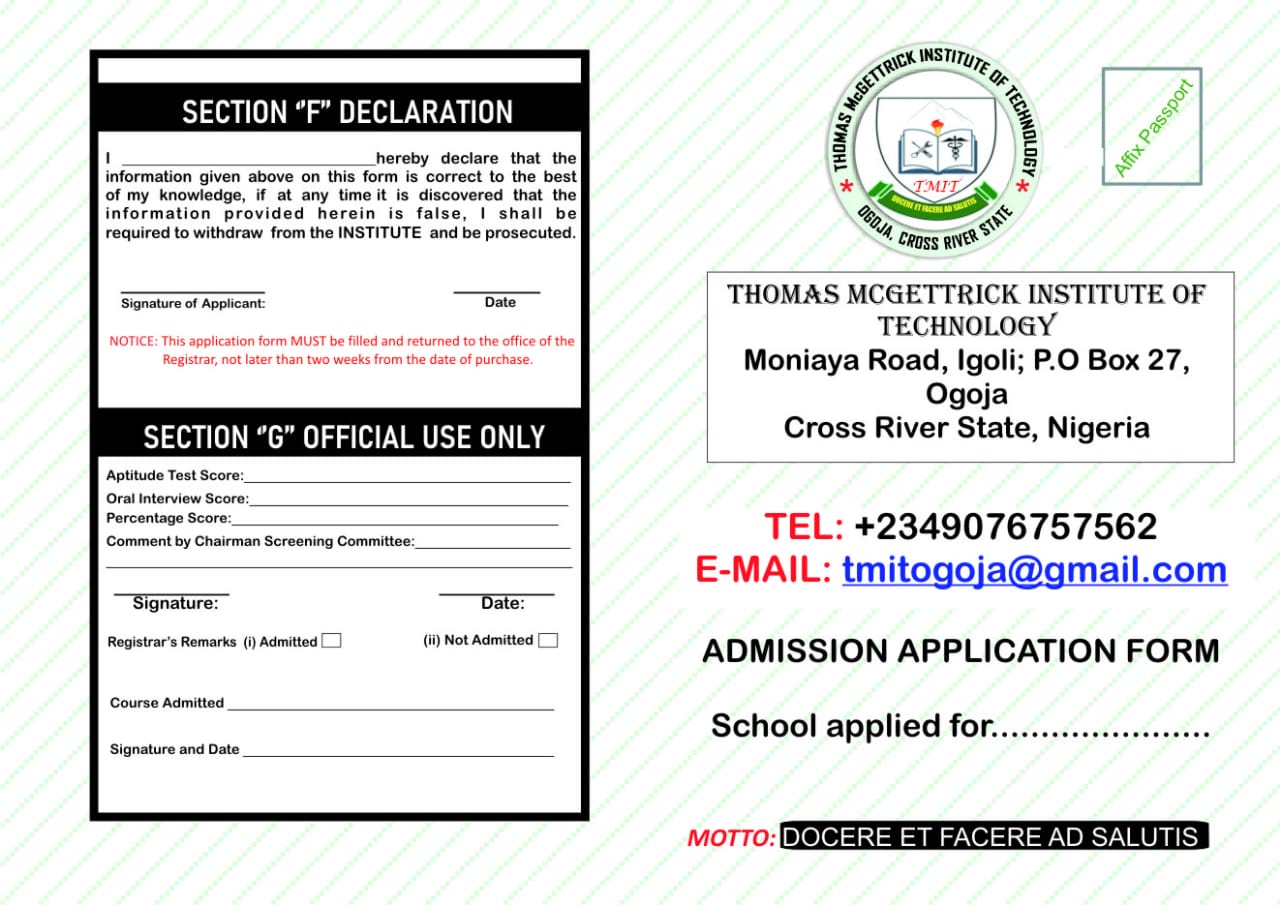 SECTION "F" DECLARATION
I ______________________________hereby declare that the
information given above on this form is correct to the best
of my knowledge, if at any time it is discovered that the
information provided herein is false, I shall be
required to withdraw from the INSTITUTE and be prosecuted.
Signature of Applicant:
Date
NOTICE: This application form MUST be filled and returned to the office of the
Registrar, not later than two weeks from the date of purchase.
SECTION "G" OFFICIAL USE ONLY
Aptitude Test Score:
Oral Interview Score:
Percentage Score:
Comment by Chairman Screening Committee:
Signature:
Date:
Registrar's Remarks (i) Admitted
(ii) Not Admitted
Course Admitted
Signature and Date
THOMAS McGETTRICK INSTITUTE OF TECHNOLOGY
TMIT
DOCERE ET FACERE AD SALUTIS
* OGOJA, CROSS RIVER STATE *
Affix Passport
THOMAS MCGETTRICK INSTITUTE OF
TECHNOLOGY
Moniaya Road, Igoli; P.O Box 27,
Ogoja
Cross River State, Nigeria
TEL: +2349076757562
E-MAIL: tmitogoja@gmail.com
ADMISSION APPLICATION FORM
School applied for......................
MOTTO: DOCERE ET FACERE AD SALUTIS